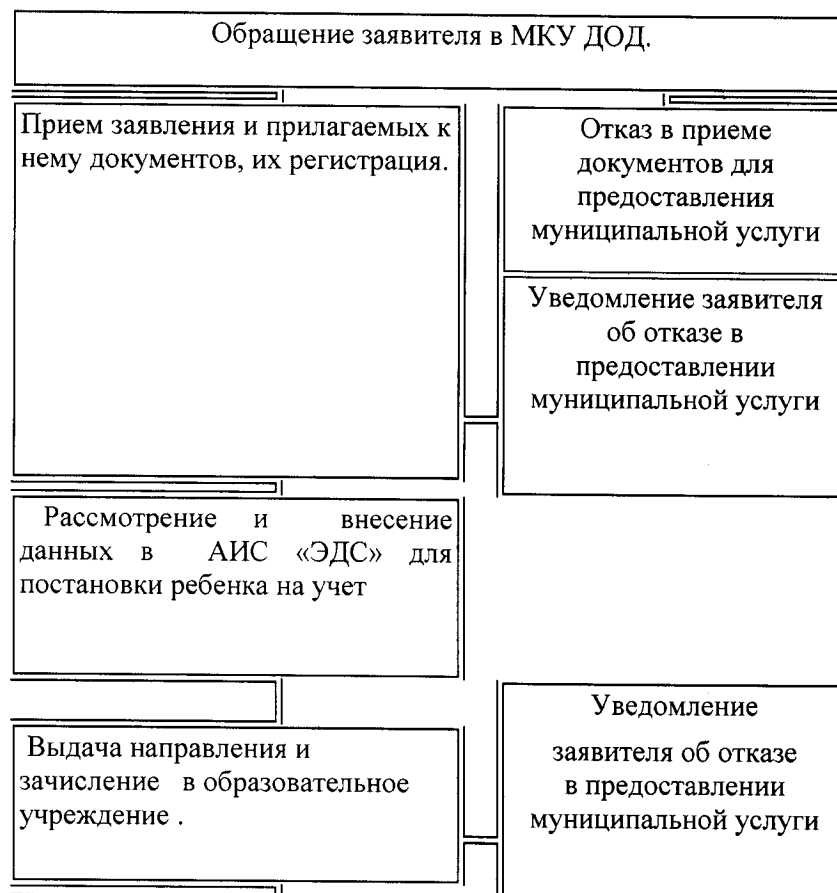 Обращение заявителя в МКУ ДОД.
Прием заявления и прилагаемых к
нему документов, их регистрация.
Отказ в приеме
документов для
предоставления
муниципальной услуги
Уведомление заявителя
об отказе в
предоставлении
муниципальной услуги
Рассмотрение и внесение
данных в АИС «ЭДС» для
постановки ребенка на учет
Выдача направления и
зачисление в образовательное
учреждение .
Уведомление
заявителя об отказе
в предоставлении
муниципальной услуги